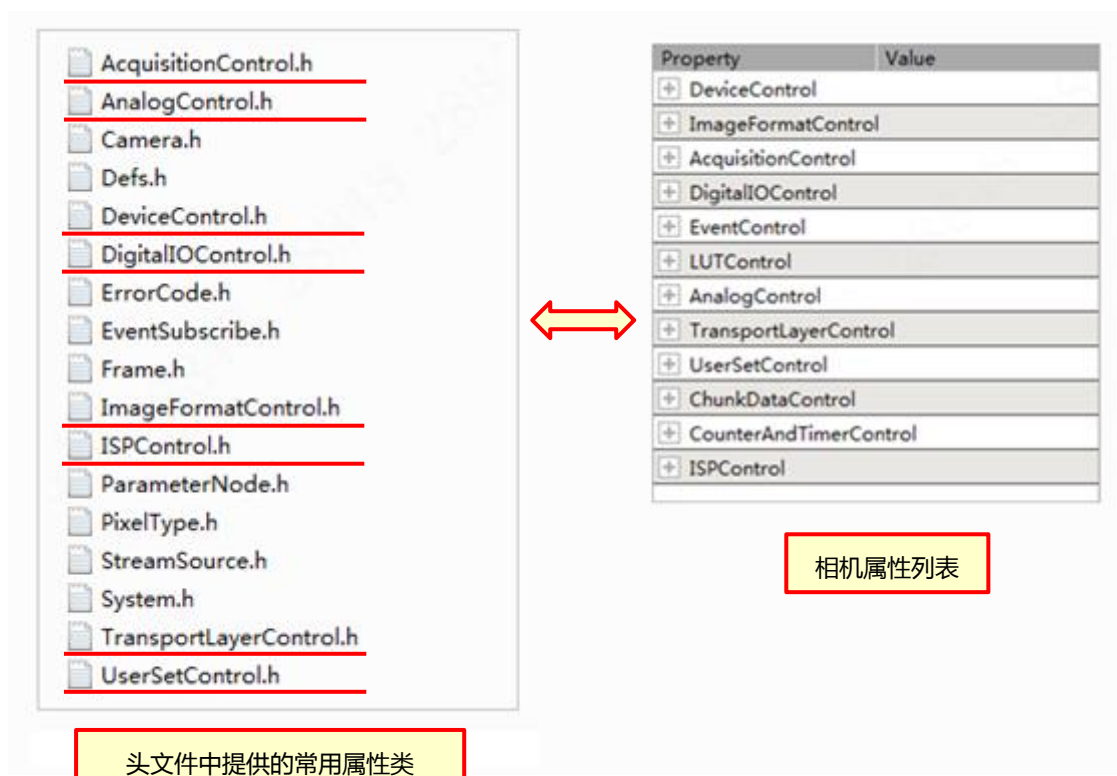 AcquisitionControl.h
AnalogControl.h
Camera.h
Defs.h
DeviceControl.h
DigitalIOControl.h
ErrorCode.h
EventSubscribe.h
Frame.h
ImageFormatControl.h
ISPControl.h
ParameterNode.h
PixelType.h
StreamSource.h
System.h
TransportLayerControl.h
UserSetControl.h
头文件中提供的常用属性类
Property Value
DeviceControl
ImageFormatControl
AcquisitionControl
DigitalIOControl
EventControl
LUTControl
AnalogControl
TransportLayerControl
UserSetControl
ChunkDataControl
CounterAndTimerControl
ISPControl
相机属性列表